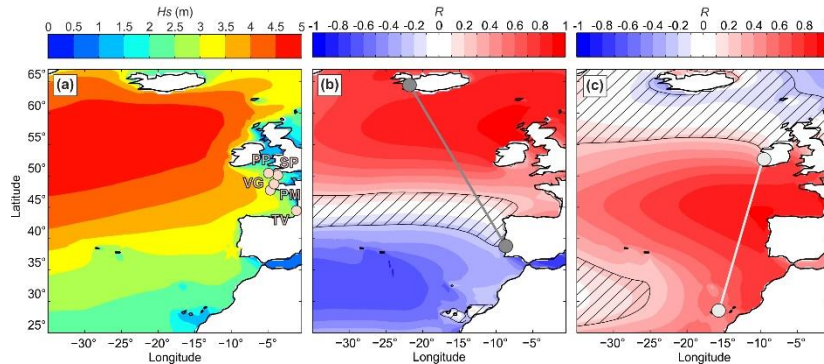 Hs (m)
0 0.5 1 1.5 2 2.5 3 3.5 4 4.5 5
R
-1 -0.8 -0.6 -0.4 -0.2 0 0.2 0.4 0.6 0.8 1
R
-1 -0.8 -0.6 -0.4 -0.2 0 0.2 0.4 0.6 0.8
(a)
(b)
(c)
Latitude
65°
60°
55°
50°
45°
40°
35°
30°
25°
PP
SP
VG
PM
TV
−30° −25° −20° −15° −10° −5°
−30° −25° −20° −15° −10° −5°
−30° −25° −20° −15° −10° −5°
Longitude
Longitude
Longitude